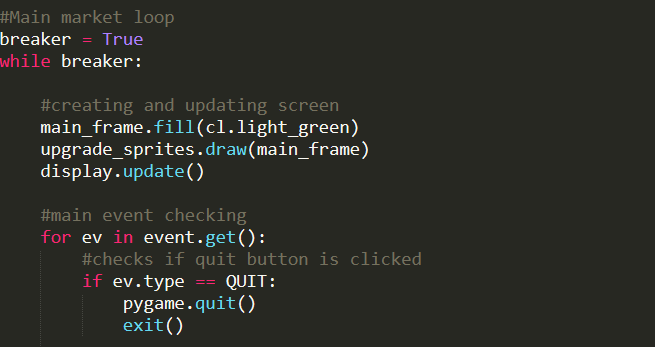 #Main market loop
breaker = True
while breaker:
    #creating and updating screen
    main_frame.fill(cl.light_green)
    upgrade_sprites.draw(main_frame)
    display.update()
    #main event checking
    for ev in event.get():
        #checks if quit button is clicked
        if ev.type == QUIT:
            pygame.quit()
            exit()